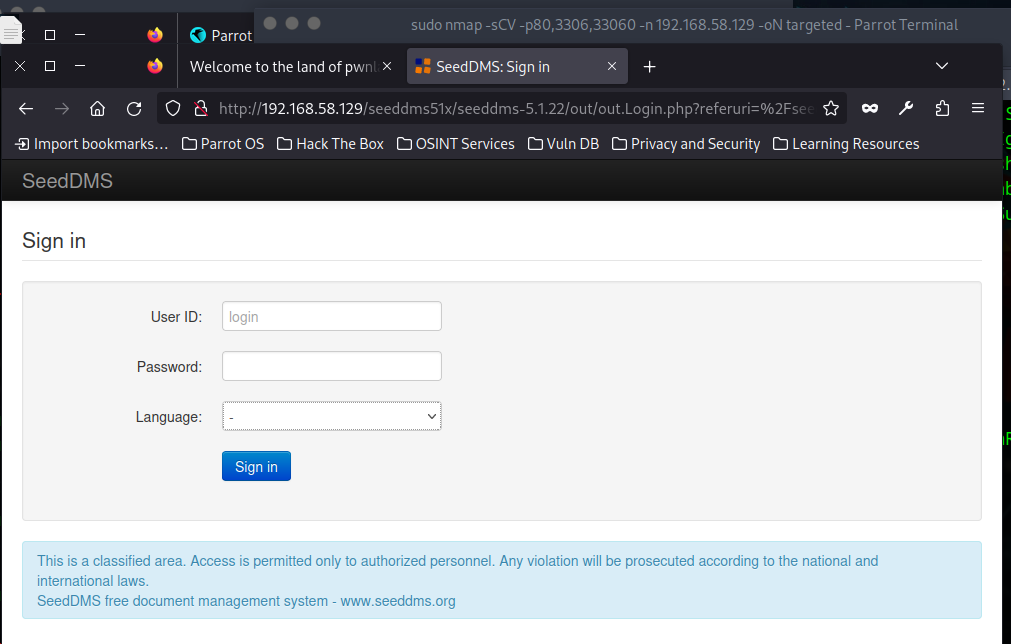 sudo nmap -sCV -p80,3306,33060 -n 192.168.58.129 -oN targeted - Parrot Terminal
Parrot
Welcome to the land of pwnl
SeedDMS: Sign in
http://192.168.58.129/seeddms51x/seeddms-5.1.22/out/out.Login.php?referuri=%2Fsee
Import bookmarks… Parrot OS Hack The Box OSINT Services Vuln DB Privacy and Security Learning Resources
SeedDMS
Sign in
User ID: login
Password:
Language: -
Sign in
This is a classified area. Access is permitted only to authorized personnel. Any violation will be prosecuted according to the national and
international laws.
SeedDMS free document management system - www.seeddms.org